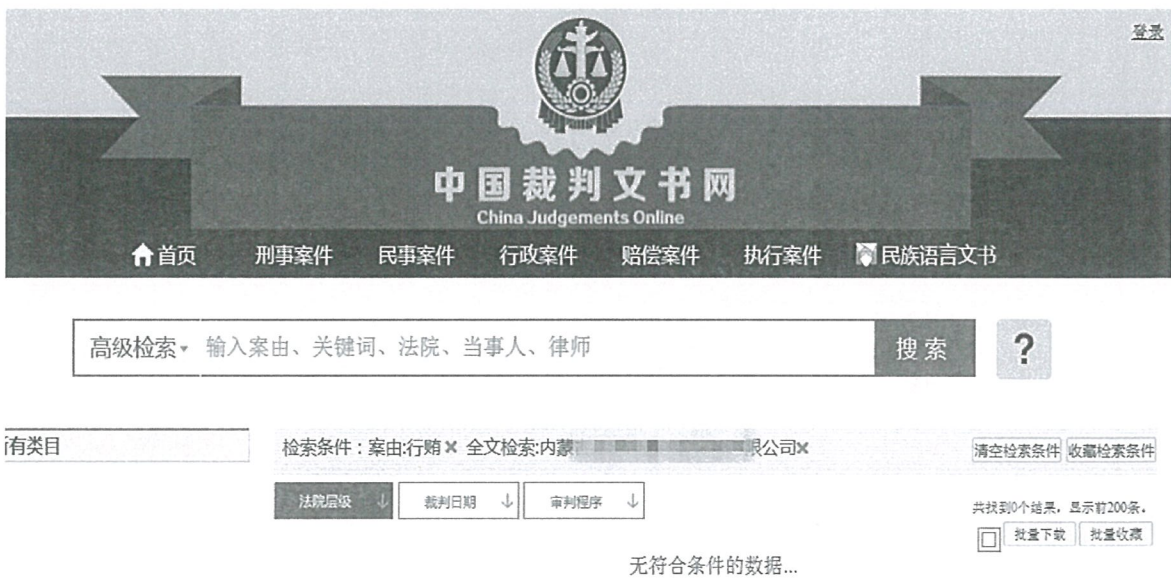 登录
中国裁判文书网
China Judgements Online
首页 刑事案件 民事案件 行政案件 赔偿案件 执行案件 民族语言文书
高级检索 输入案由、关键词、法院、当事人、律师 搜索 ?
所有类目 检索条件：案由:行贿× 全文检索:内蒙 限公司× 清空检索条件 收藏检索条件
法院层级↓ 裁判日期↓ 审判程序↓ 共找到0个结果，显示前200条。
批量下载 批量收藏
无符合条件的数据...